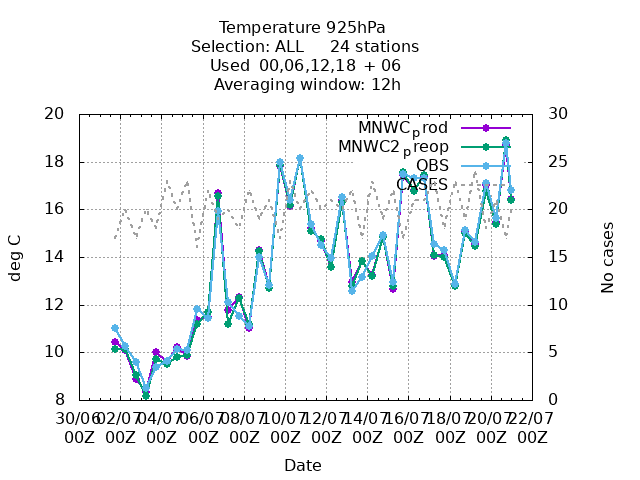 Temperature 925hPa
Selection: ALL 24 stations
Used 00,06,12,18 + 06
Averaging window: 12h
20 30
MNWCprod
MNWC2preop
18 25
OBS
CASES
16 20
deg C
No cases
14 15
12 10
10 5
8 0
30/06 02/07 04/07 06/07 08/07 10/07 12/07 14/07 16/07 18/07 20/07 22/07
00Z 00Z 00Z 00Z 00Z 00Z 00Z 00Z 00Z 00Z 00Z 00Z
Date